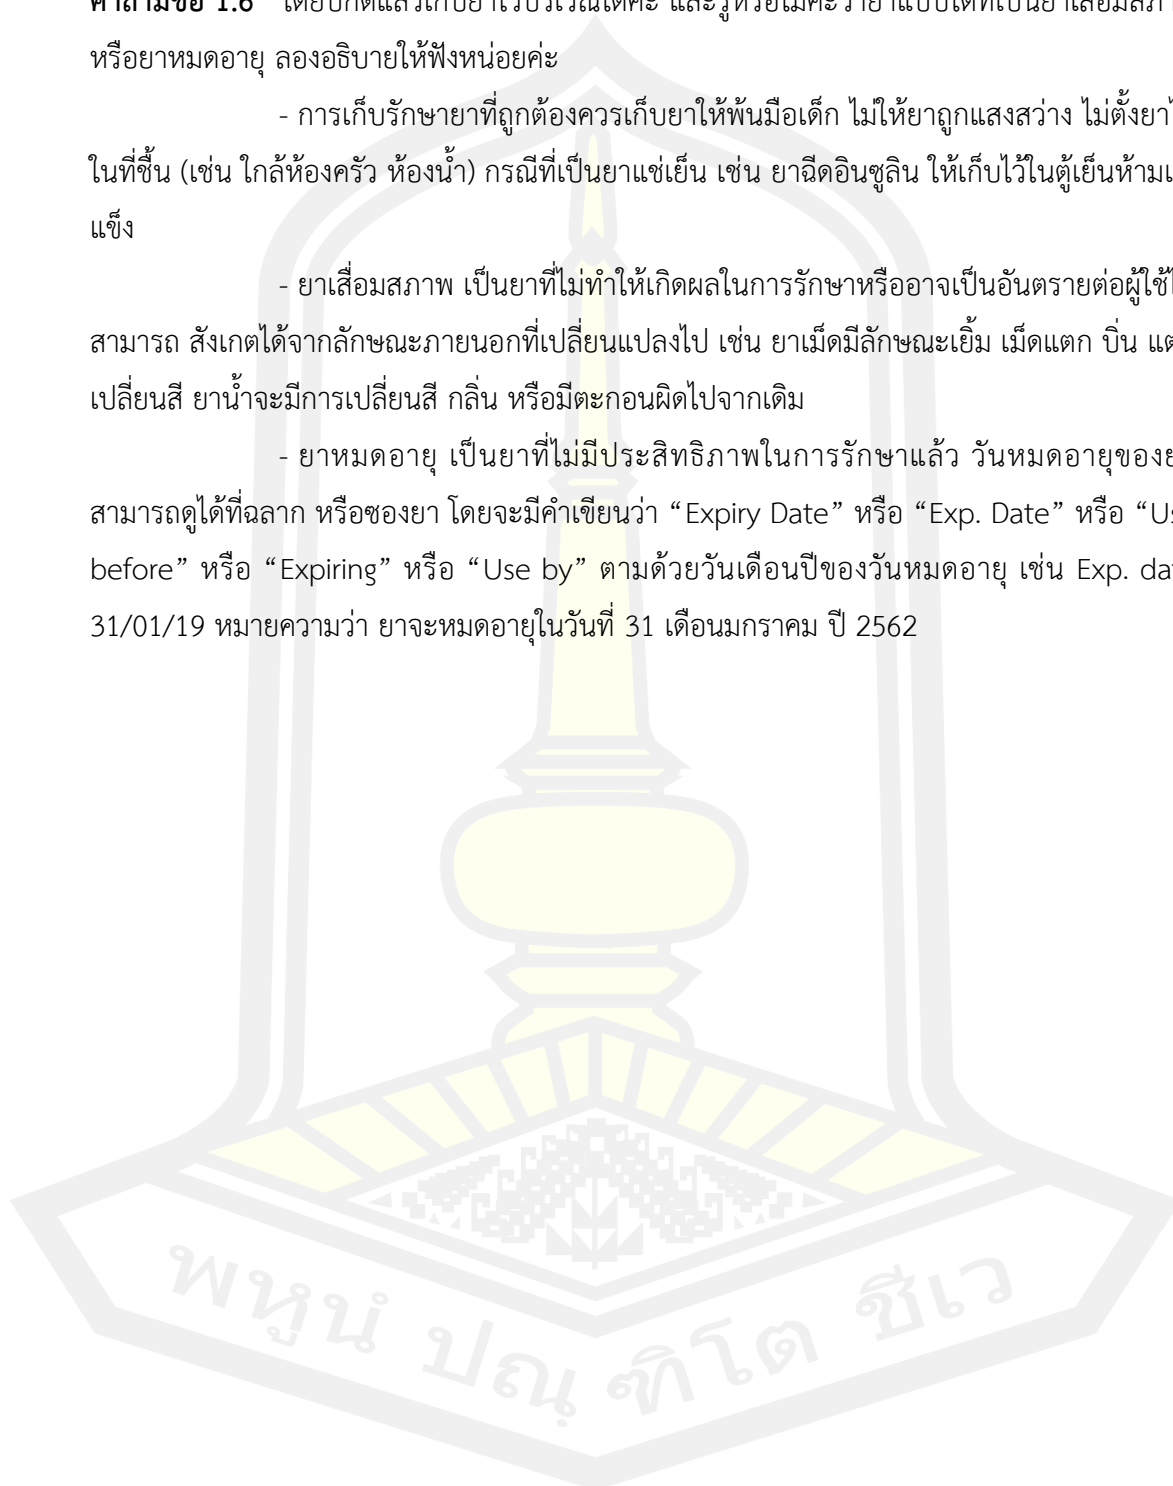 คำถามข้อ 1.6 โดยปกติแล้วเก็บยาไว้บริเวณใดคะ และรู้หรือไม่คะว่ายาแบบใดที่เป็นยาเสื่อมสภา
หรือยาหมดอายุ ลองอธิบายให้ฟังหน่อยค่ะ
- การเก็บรักษายาที่ถูกต้องควรเก็บยาให้พ้นมือเด็ก ไม่ให้ยาถูกแสงสว่าง ไม่ตั้งยาไ
ในที่ชื้น (เช่น ใกล้ห้องครัว ห้องน้ำ) กรณีที่เป็นยาแช่เย็น เช่น ยาฉีดอินซูลิน ให้เก็บไว้ในตู้เย็นห้ามแ
แข็ง
- ยาเสื่อมสภาพ เป็นยาที่ไม่ทำให้เกิดผลในการรักษาหรืออาจเป็นอันตรายต่อผู้ใช้ไ
สามารถ สังเกตได้จากลักษณะภายนอกที่เปลี่ยนแปลงไป เช่น ยาเม็ดมีลักษณะเยิ้ม เม็ดแตก บิ่น แต
เปลี่ยนสี ยาน้ำจะมีการเปลี่ยนสี กลิ่น หรือมีตะกอนผิดไปจากเดิม
- ยาหมดอายุ เป็นยาที่ไม่มีประสิทธิภาพในการรักษาแล้ว วันหมดอายุของย
สามารถดูได้ที่ฉลาก หรือซองยา โดยจะมีคำเขียนว่า “Expiry Date” หรือ “Exp. Date” หรือ “Us
before” หรือ “Expiring” หรือ “Use by” ตามด้วยวันเดือนปีของวันหมดอายุ เช่น Exp. dat
31/01/19 หมายความว่า ยาจะหมดอายุในวันที่ 31 เดือนมกราคม ปี 2562
พหูนํ ปณฺฑิโต ชีเว